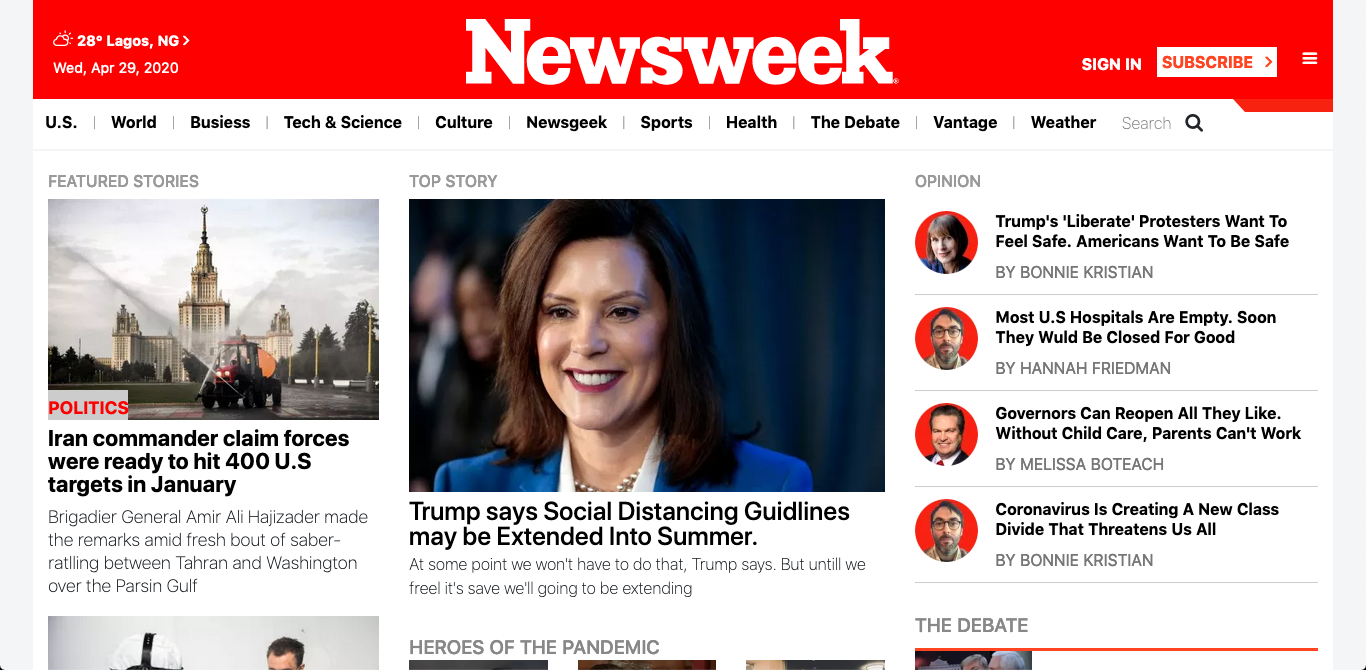 28° Lagos, NG
Wed, Apr 29, 2020
Newsweek
SIGN IN
SUBSCRIBE
U.S. | World | Busiess | Tech & Science | Culture | Newsgeek | Sports | Health | The Debate | Vantage | Weather Search
FEATURED STORIES
POLITICS
Iran commander claim forces
were ready to hit 400 U.S
targets in January
Brigadier General Amir Ali Hajizader made
the remarks amid fresh bout of saber-
ratlling between Tahran and Washington
over the Parsin Gulf
TOP STORY
Trump says Social Distancing Guidlines
may be Extended Into Summer.
At some point we won't have to do that, Trump says. But untill we
freel it's save we'll going to be extending
HEROES OF THE PANDEMIC
OPINION
Trump's 'Liberate' Protesters Want To
Feel Safe. Americans Want To Be Safe
BY BONNIE KRISTIAN
Most U.S Hospitals Are Empty. Soon
They Wuld Be Closed For Good
BY HANNAH FRIEDMAN
Governors Can Reopen All They Like.
Without Child Care, Parents Can't Work
BY MELISSA BOTEACH
Coronavirus Is Creating A New Class
Divide That Threatens Us All
BY BONNIE KRISTIAN
THE DEBATE